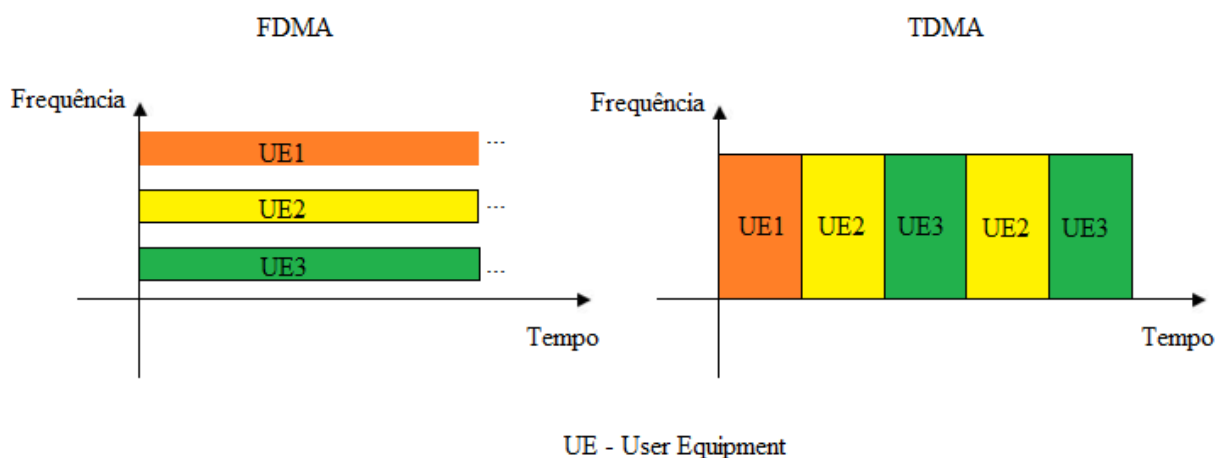 FDMA
Frequência
UE1
...
UE2
...
UE3
...
Tempo
TDMA
Frequência
UE1 UE2 UE3 UE2 UE3
Tempo
UE - User Equipment